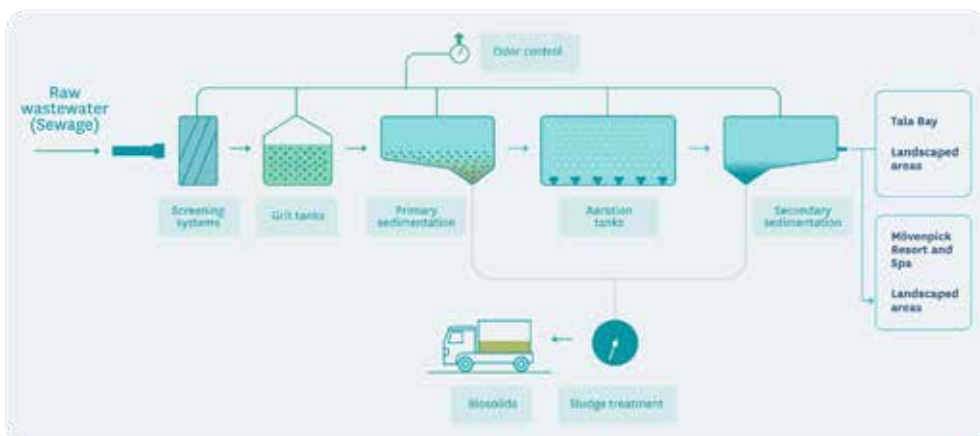 Raw
wastewater
(Sewage)
Odor content
Screening
systems
Grit tanks
Primary
sedimentation
Aeration
tanks
Secondary
sedimentation
Tala Bay
Landscaped
areas
Mövenpick
Resort and
Spa
Landscaped
areas
Biosolids
Sludge treatment